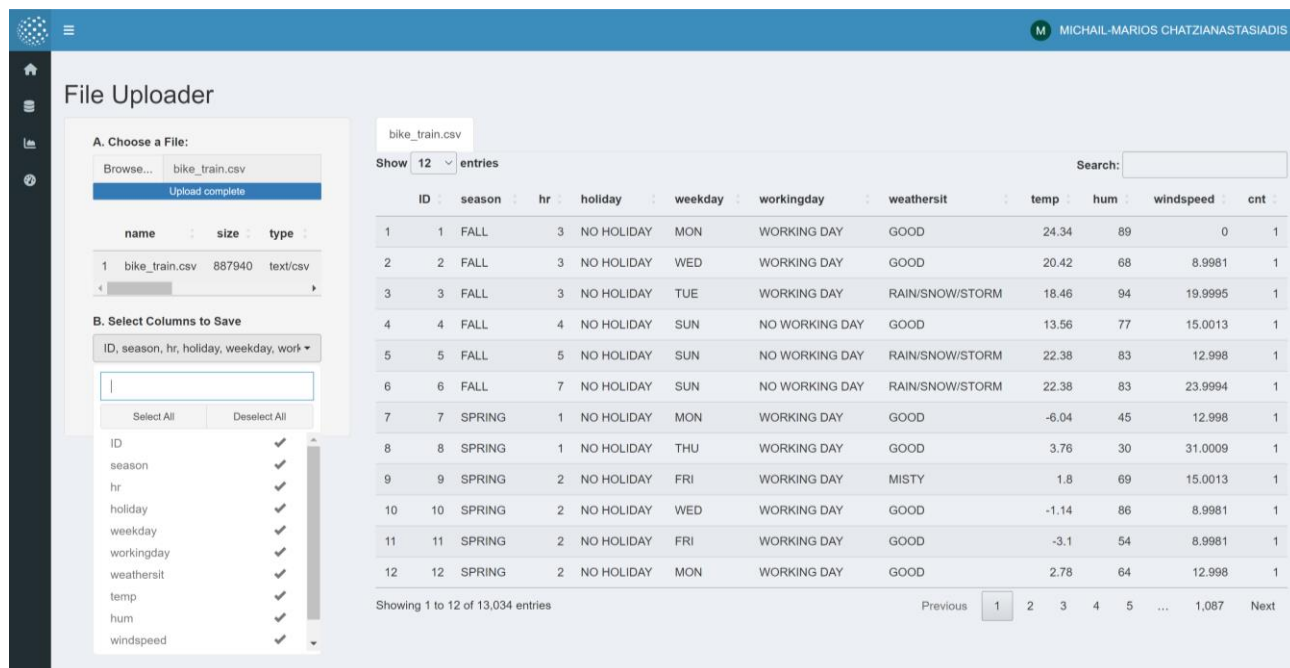 M MICHAIL-MARIOS CHATZIANASTASIADIS
File Uploader
A. Choose a File:
Browse... bike_train.csv
Upload complete
name size type
1 bike_train.csv 887940 text/csv
B. Select Columns to Save
ID, season, hr, holiday, weekday, work
Select All Deselect All
ID
season
hr
holiday
weekday
workingday
weathersit
temp
hum
windspeed
bike_train.csv
Show 12 entries Search:
ID season hr holiday weekday workingday weathersit temp hum windspeed cnt
1 1 FALL 3 NO HOLIDAY MON WORKING DAY GOOD 24.34 89 0 1
2 2 FALL 3 NO HOLIDAY WED WORKING DAY GOOD 20.42 68 8.9981 1
3 3 FALL 3 NO HOLIDAY TUE WORKING DAY RAIN/SNOW/STORM 18.46 94 19.9995 1
4 4 FALL 4 NO HOLIDAY SUN NO WORKING DAY GOOD 13.56 77 15.0013 1
5 5 FALL 5 NO HOLIDAY SUN NO WORKING DAY RAIN/SNOW/STORM 22.38 83 12.998 1
6 6 FALL 7 NO HOLIDAY SUN NO WORKING DAY RAIN/SNOW/STORM 22.38 83 23.9994 1
7 7 SPRING 1 NO HOLIDAY MON WORKING DAY GOOD -6.04 45 12.998 1
8 8 SPRING 1 NO HOLIDAY THU WORKING DAY GOOD 3.76 30 31.0009 1
9 9 SPRING 2 NO HOLIDAY FRI WORKING DAY MISTY 1.8 69 15.0013 1
10 10 SPRING 2 NO HOLIDAY WED WORKING DAY GOOD -1.14 86 8.9981 1
11 11 SPRING 2 NO HOLIDAY FRI WORKING DAY GOOD -3.1 54 8.9981 1
12 12 SPRING 2 NO HOLIDAY MON WORKING DAY GOOD 2.78 64 12.998 1
Showing 1 to 12 of 13,034 entries Previous 1 2 3 4 5 ... 1,087 Next